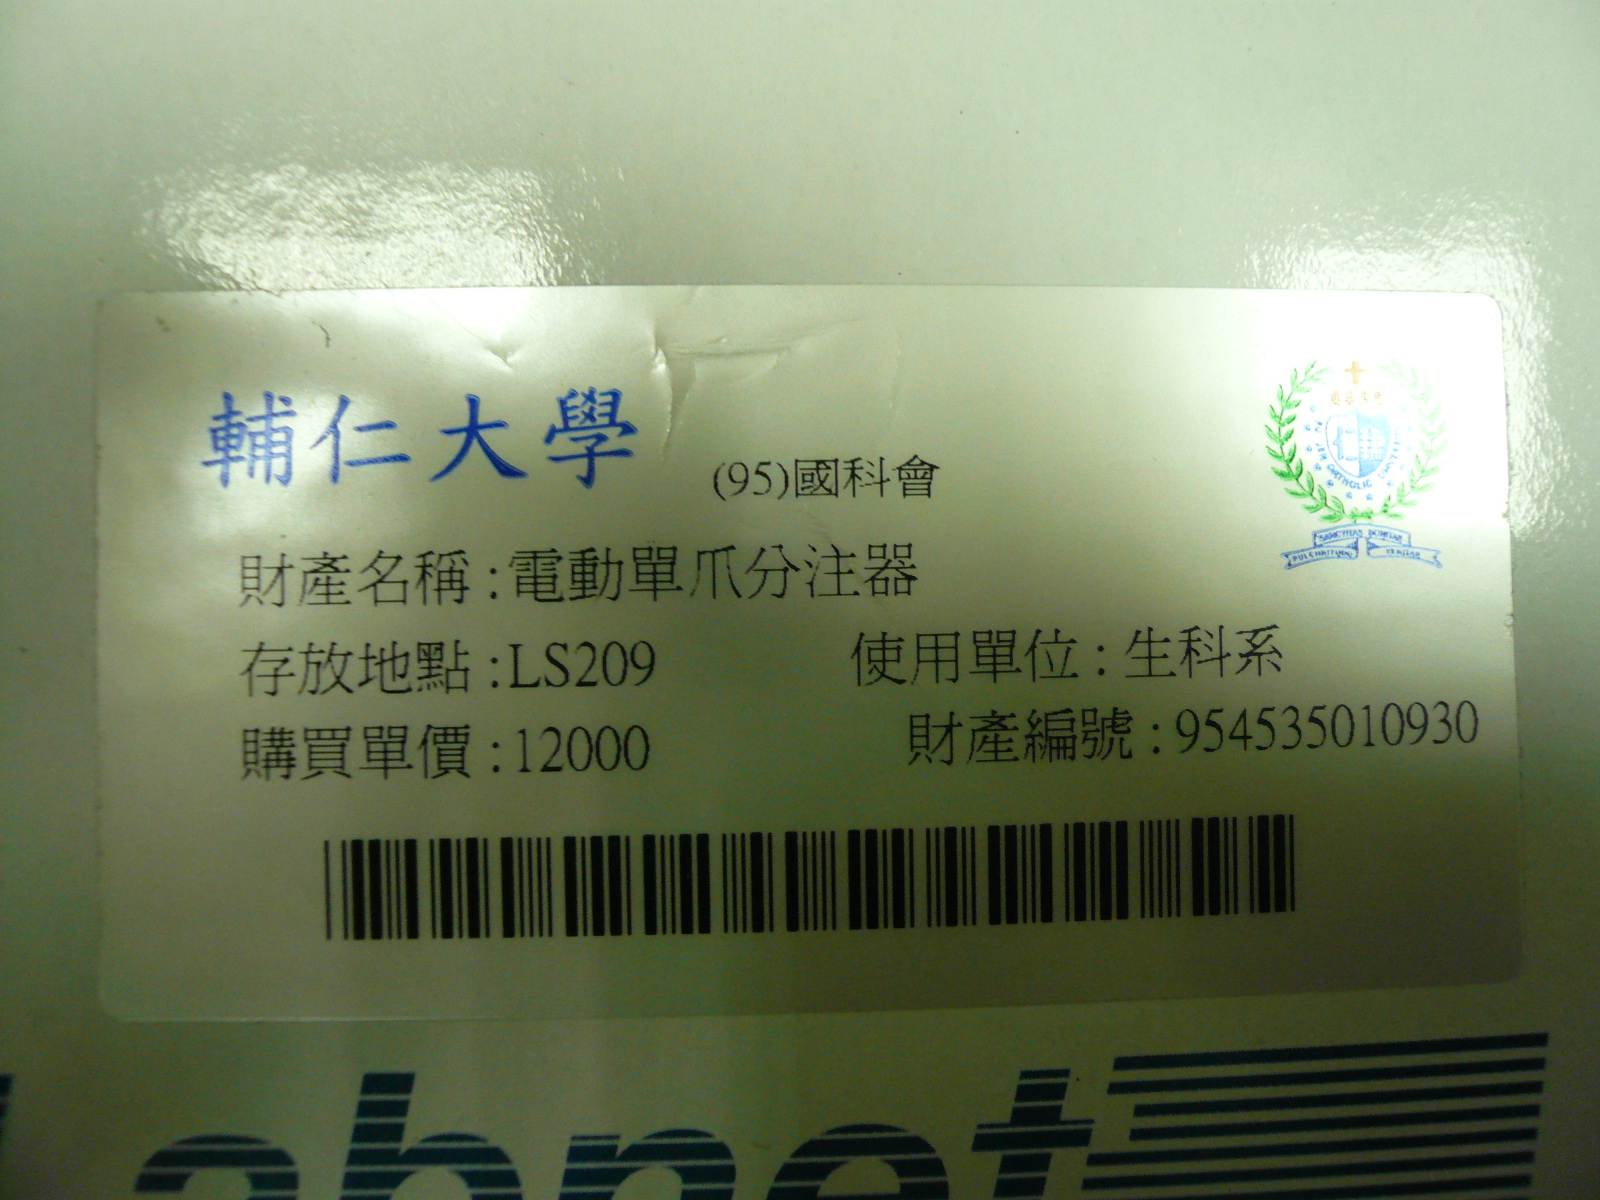 輔仁大學 (95)國科會
財產名稱:電動單爪分注器
存放地點:LS209 使用單位:生科系
購買單價:12000 財產編號:954535010930
Labnet